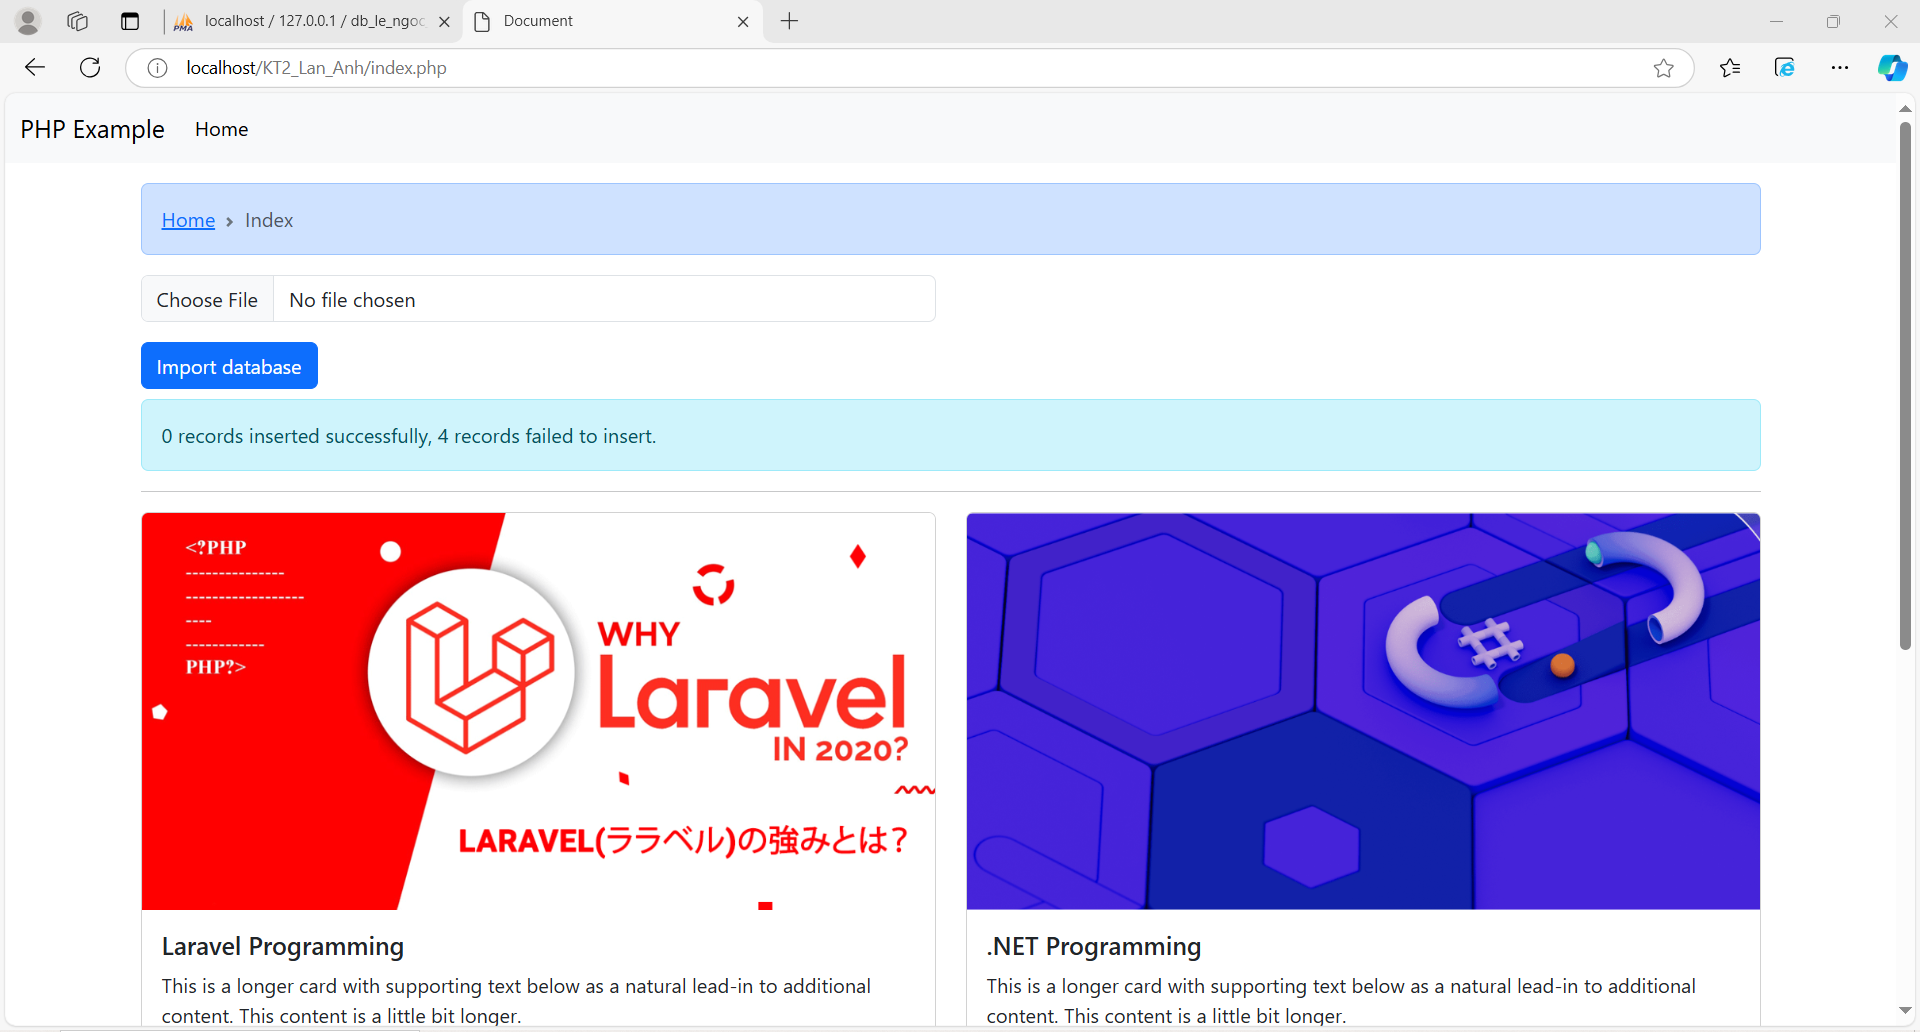 localhost / 127.0.0.1 / db_le_ngoc
Document
localhost/KT2_Lan_Anh/index.php
PHP Example
Home
Home > Index
Choose File
No file chosen
Import database
0 records inserted successfully, 4 records failed to insert.
<?PHP
---------------
------------------
----
------------
PHP?>
WHY
Laravel
IN 2020?
LARAVEL(ララベル)の強みとは?
Laravel Programming
This is a longer card with supporting text below as a natural lead-in to additional
content. This content is a little bit longer.
.NET Programming
This is a longer card with supporting text below as a natural lead-in to additional
content. This content is a little bit longer.